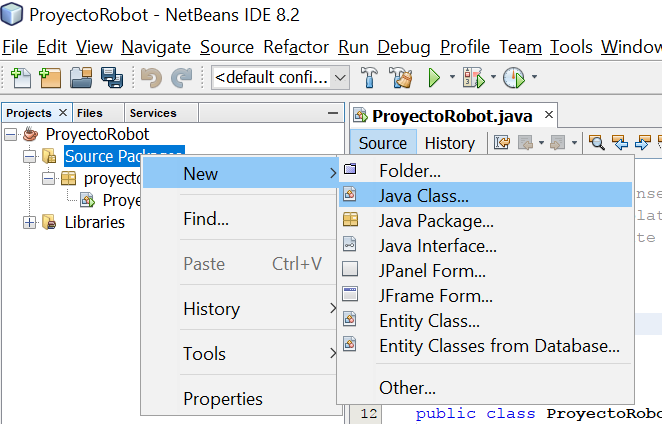 ProyectoRobot - NetBeans IDE 8.2
File Edit View Navigate Source Refactor Run Debug Profile Team Tools Window
<default confi...
Projects Files Services
ProyectoRobot.java
ProyectoRobot
Source Packages
proyecto
Proye
Libraries
Source History
New
Find...
Paste Ctrl+V
History
Tools
Properties
Folder...
Java Class...
Java Package...
Java Interface...
JPanel Form...
JFrame Form...
Entity Class...
Entity Classes from Database...
Other...
nse
lat
te
12 public class ProyectoRobo